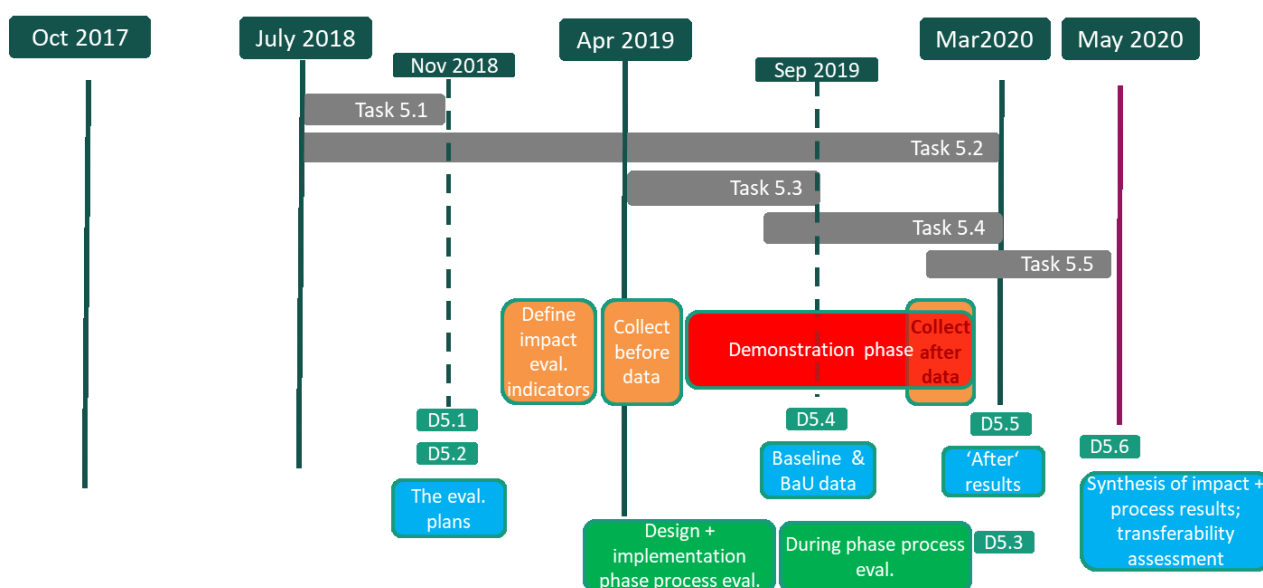 Oct 2017
July 2018
Apr 2019
Mar2020
May 2020
Nov 2018
Sep 2019
Task 5.1
Task 5.2
Task 5.3
Task 5.4
Task 5.5
Define
impact
eval.
indicators
Collect
before
data
Demonstration phase
Collect
after
data
D5.1
D5.2
The eval.
plans
D5.4
Baseline &
BaU data
D5.5
‘After‘
results
D5.6
Synthesis of impact +
process results;
transferability
assessment
Design +
implementation
phase process eval.
During phase process
eval.
D5.3